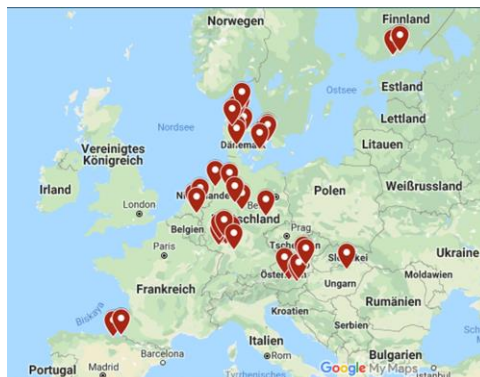 Norwegen
Finnland
Ostsee
Estland
Nordsee
Lettland
Dänemark
Litauen
Vereinigtes
Königreich
Irland
Weißrussland
London
Polen
Belgien
Prag
Paris
Ukraine
Frankreich
Österreich
Moldawien
Ungarn
Biskaya
Kroatien
Rumänien
Serbien
Italien
Rom
Bulgarien
Portugal
Madrid
Barcelona
Tyrrhenisches
Google My Maps